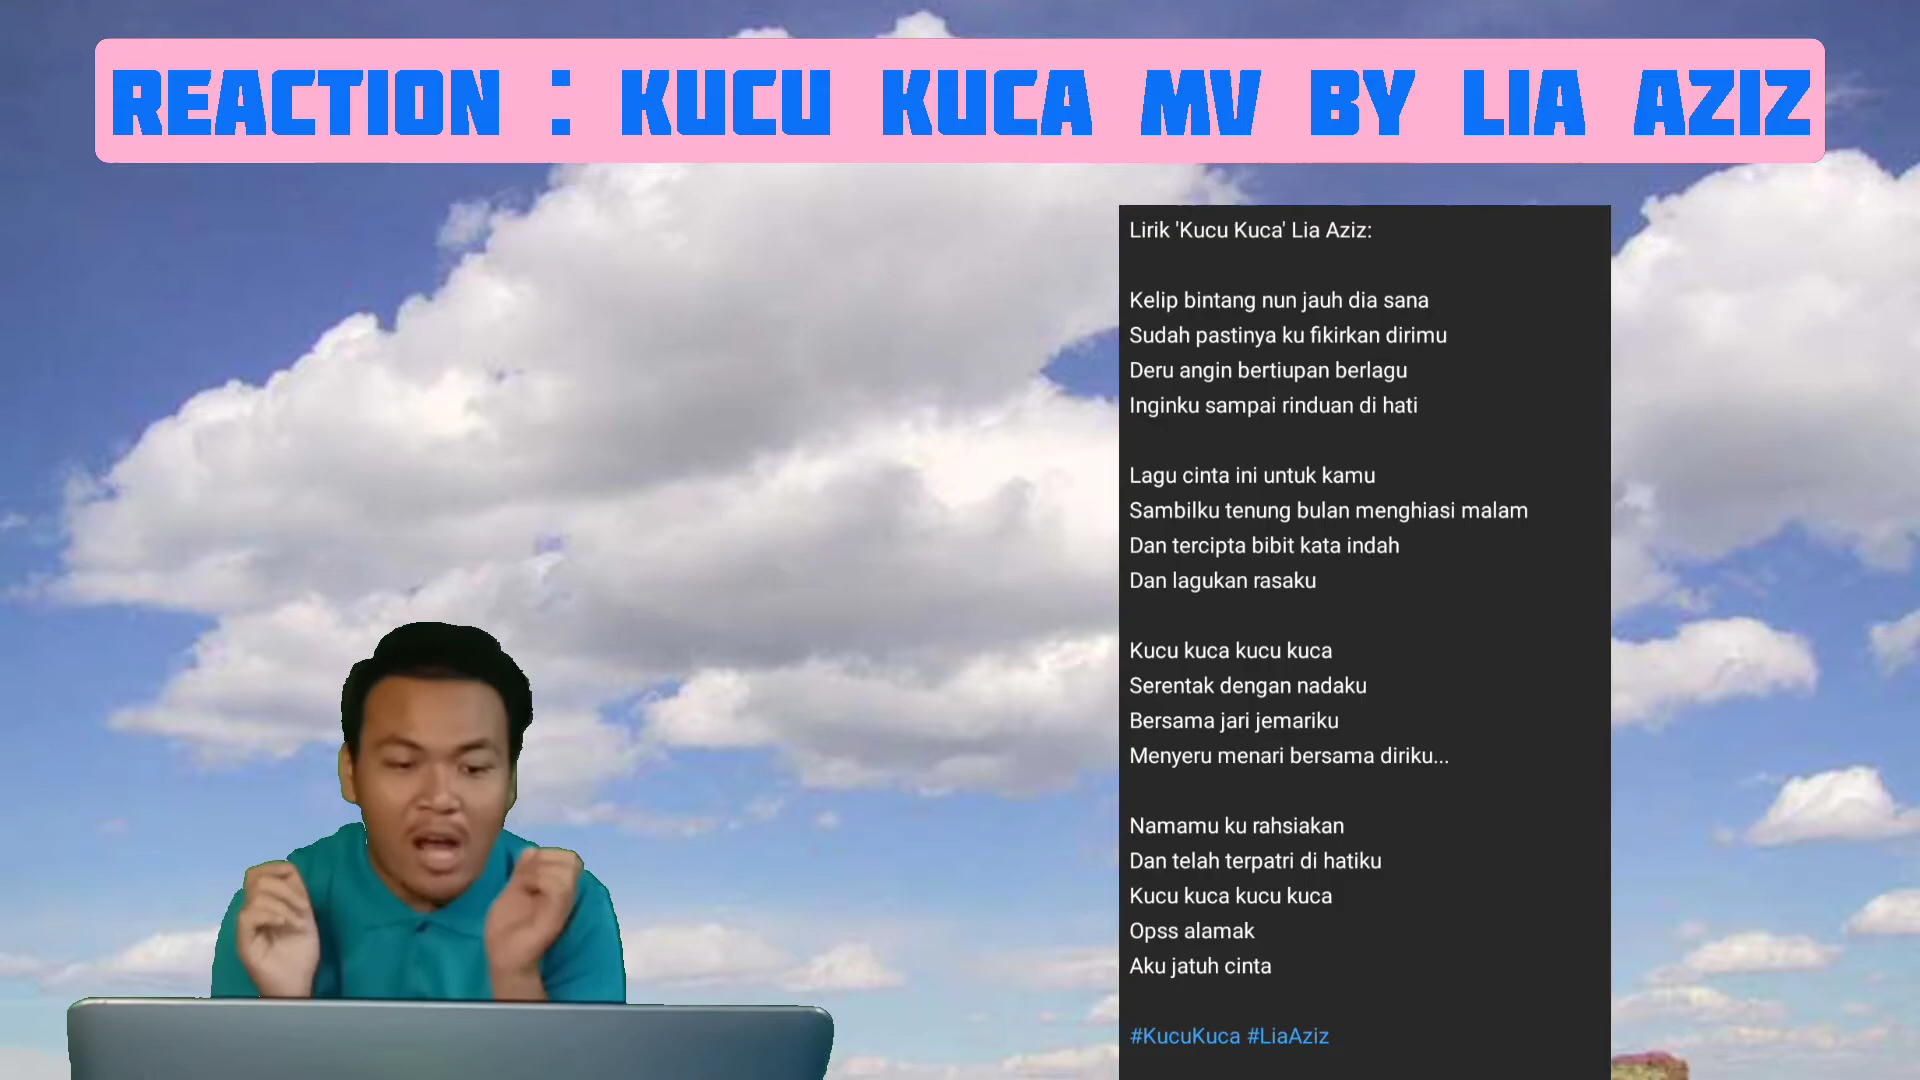 REACTION : KUCU KUCA MV BY LIA AZIZ
Lirik 'Kucu Kuca' Lia Aziz:
Kelip bintang nun jauh dia sana
Sudah pastinya ku fikirkan dirimu
Deru angin bertiupan berlagu
Inginku sampai rinduan di hati
Lagu cinta ini untuk kamu
Sambilku tenung bulan menghiasi malam
Dan tercipta bibit kata indah
Dan lagukan rasaku
Kucu kuca kucu kuca
Serentak dengan nadaku
Bersama jari jemariku
Menyeru menari bersama diriku...
Namamu ku rahsiakan
Dan telah terpatri di hatiku
Kucu kuca kucu kuca
Opss alamak
Aku jatuh cinta
#KucuKuca #LiaAziz